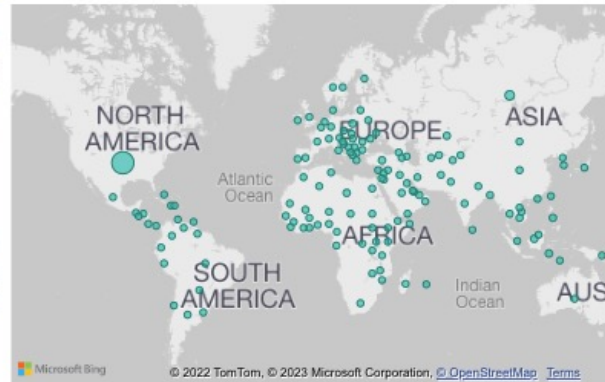 NORTH
AMERICA
EUROPE
ASIA
Atlantic
Ocean
AFRICA
SOUTH
AMERICA
Indian
Ocean
AUS
Microsoft Bing
© 2022 TomTom, © 2023 Microsoft Corporation, © OpenStreetMap Terms